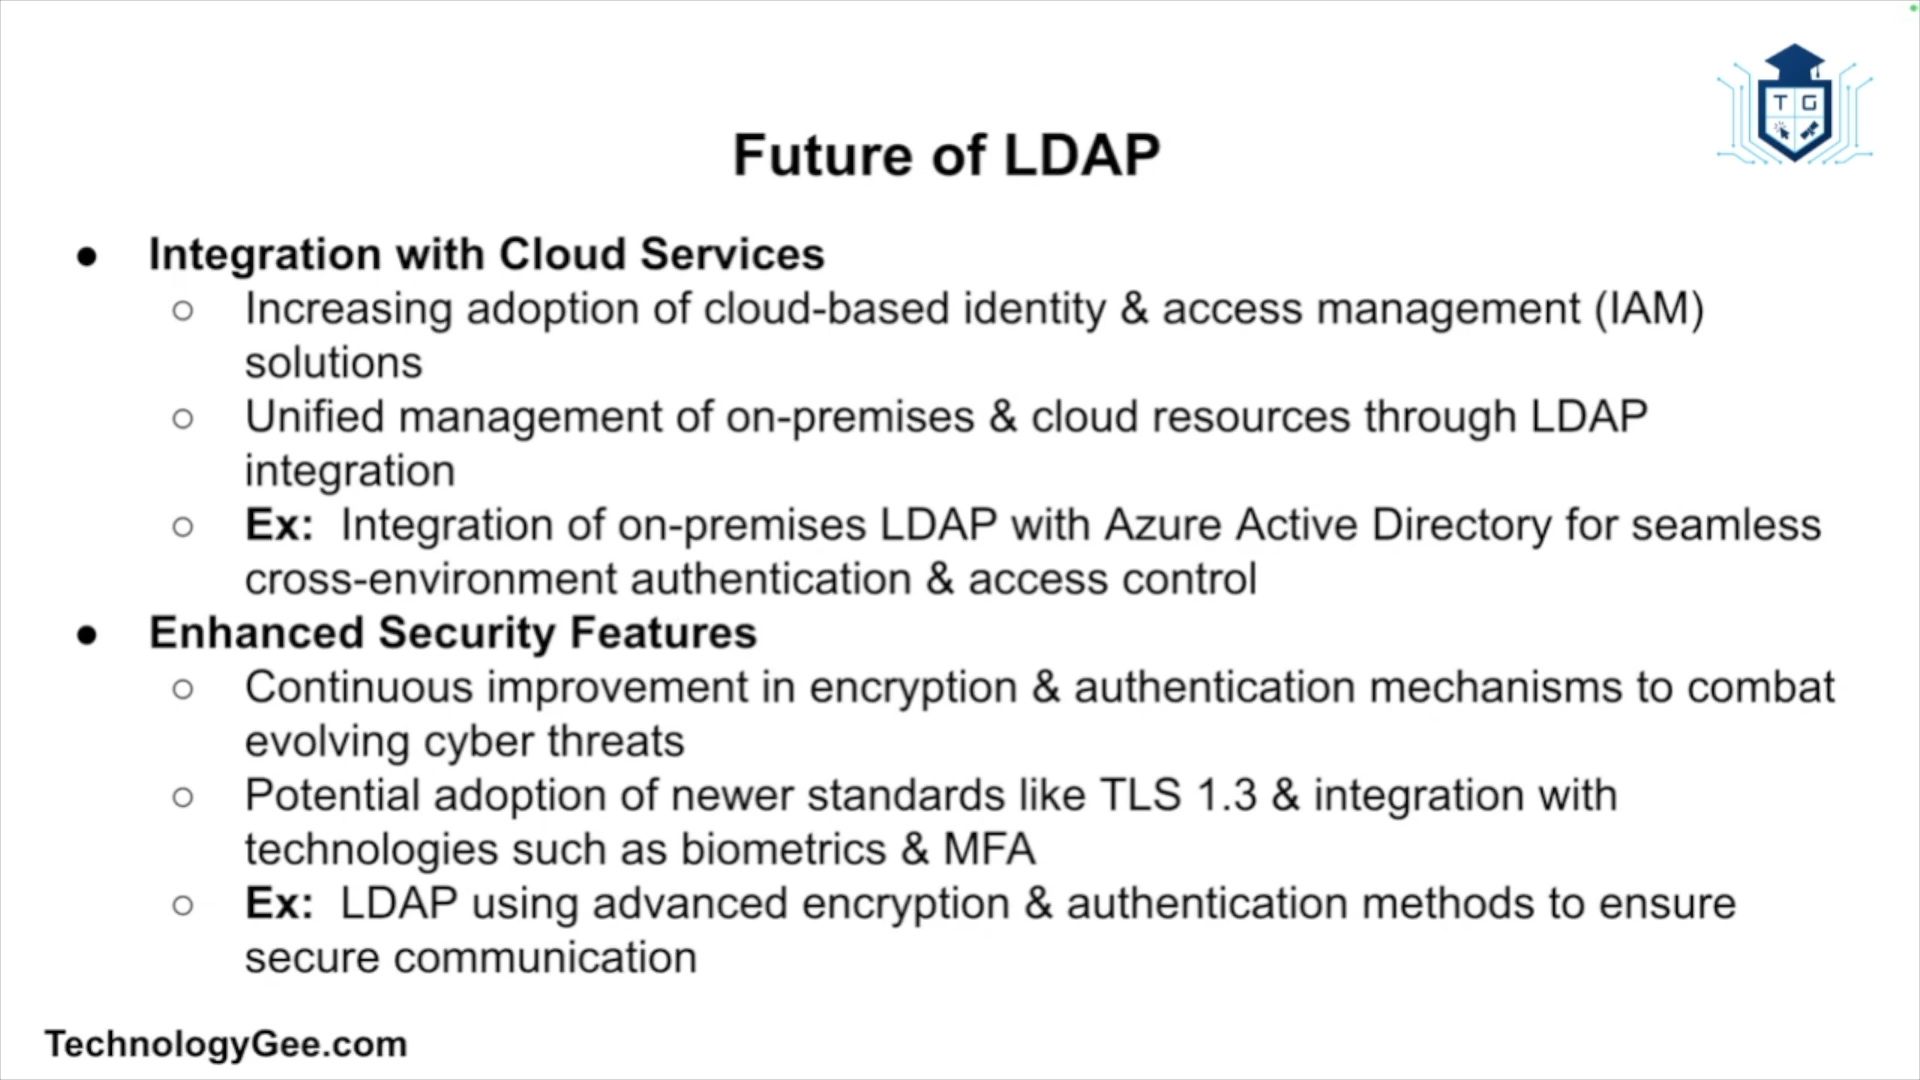 T G
Future of LDAP
● Integration with Cloud Services
○ Increasing adoption of cloud-based identity & access management (IAM)
solutions
○ Unified management of on-premises & cloud resources through LDAP
integration
○ Ex: Integration of on-premises LDAP with Azure Active Directory for seamless
cross-environment authentication & access control
● Enhanced Security Features
○ Continuous improvement in encryption & authentication mechanisms to combat
evolving cyber threats
○ Potential adoption of newer standards like TLS 1.3 & integration with
technologies such as biometrics & MFA
○ Ex: LDAP using advanced encryption & authentication methods to ensure
secure communication
TechnologyGee.com